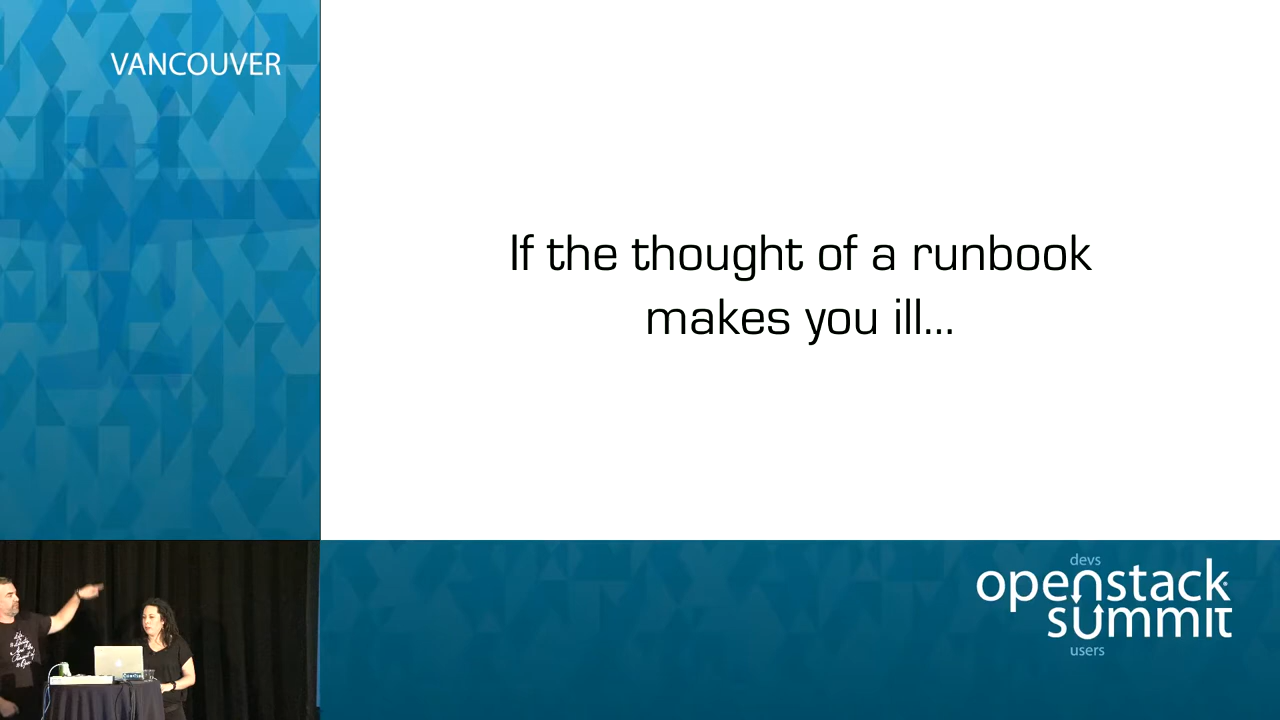 VANCOUVER
If the thought of a runbook
makes you ill...
devs
openstack
summit
users